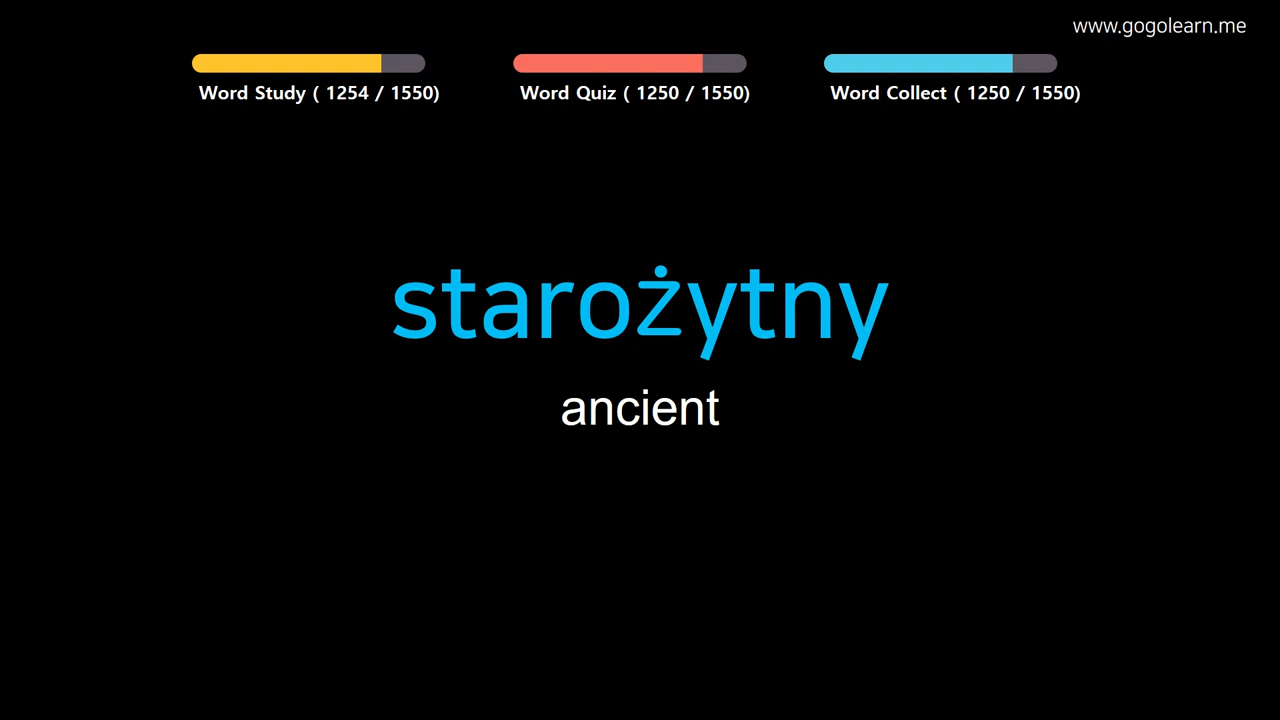 www.gogolearn.me
Word Study ( 1254 / 1550)
Word Quiz ( 1250 / 1550)
Word Collect ( 1250 / 1550)
starożytny
ancient